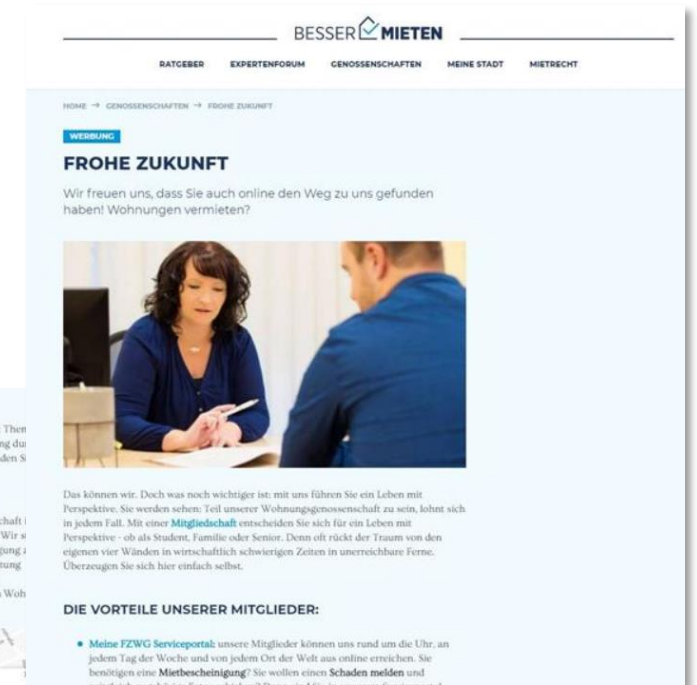 BESSER MIETEN
RATGEBER EXPERTENFORUM GENOSSENSCHAFTEN MEINE STADT MIETRECHT
HOME → GENOSSENSCHAFTEN → FROHE ZUKUNFT
WERBUNG
FROHE ZUKUNFT
Wir freuen uns, dass Sie auch online den Weg zu uns gefunden
haben! Wohnungen vermieten?
Das können wir. Doch was noch wichtiger ist: mit uns führen Sie ein Leben mit
Perspektive. Sie werden sehen: Teil unserer Wohnungsgenossenschaft zu sein, lohnt sich
in jedem Fall. Mit einer Mitgliedschaft entscheiden Sie sich für ein Leben mit
Perspektive - ob als Student, Familie oder Senior. Denn oft rückt der Traum von den
eigenen vier Wänden in wirtschaftlich schwierigen Zeiten in unerreichbare Ferne.
Überzeugen Sie sich hier einfach selbst.
DIE VORTEILE UNSERER MITGLIEDER:
• Meine FZWG Serviceportal: unsere Mitglieder können uns rund um die Uhr, an
jedem Tag der Woche und von jedem Ort der Welt aus online erreichen. Sie
benötigen eine Mietbescheinigung? Sie wollen einen Schaden melden und